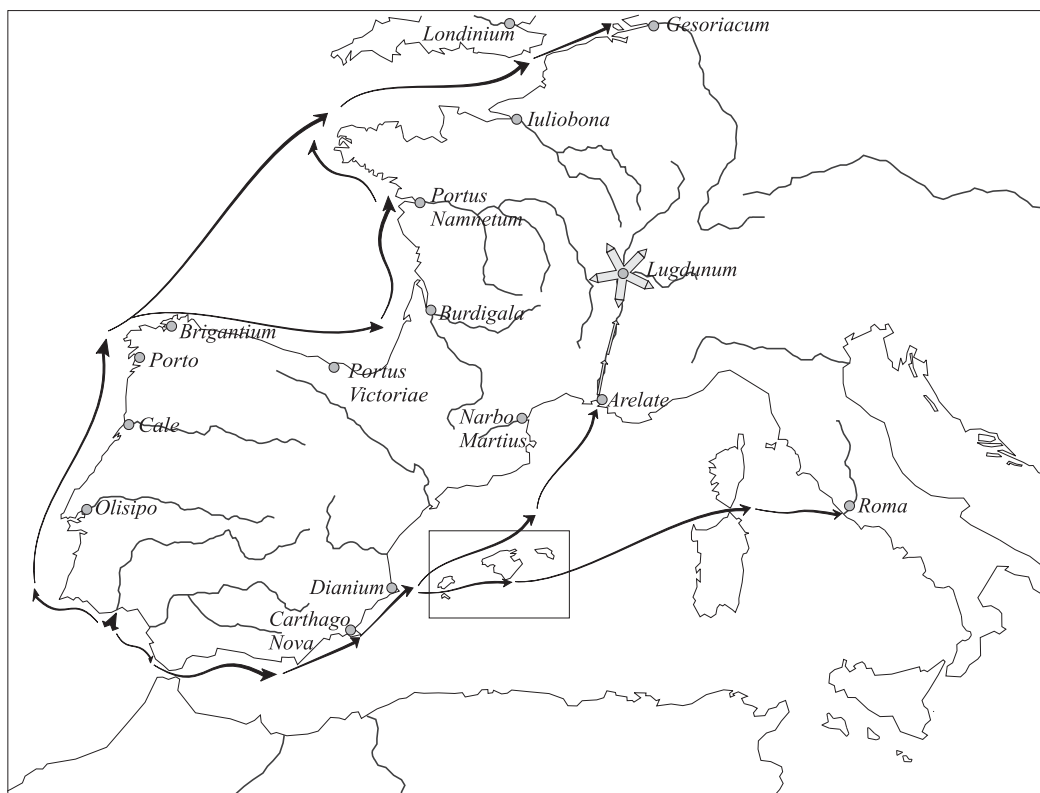 Gesoriacum
Londinium
Iuliobona
Portus
Namnetum
Lugdunum
Burdigala
Brigantium
Porto
Portus
Victoriae
Arelate
Narbo
Martius
Cale
Olisipo
Roma
Dianium
Carthago
Nova